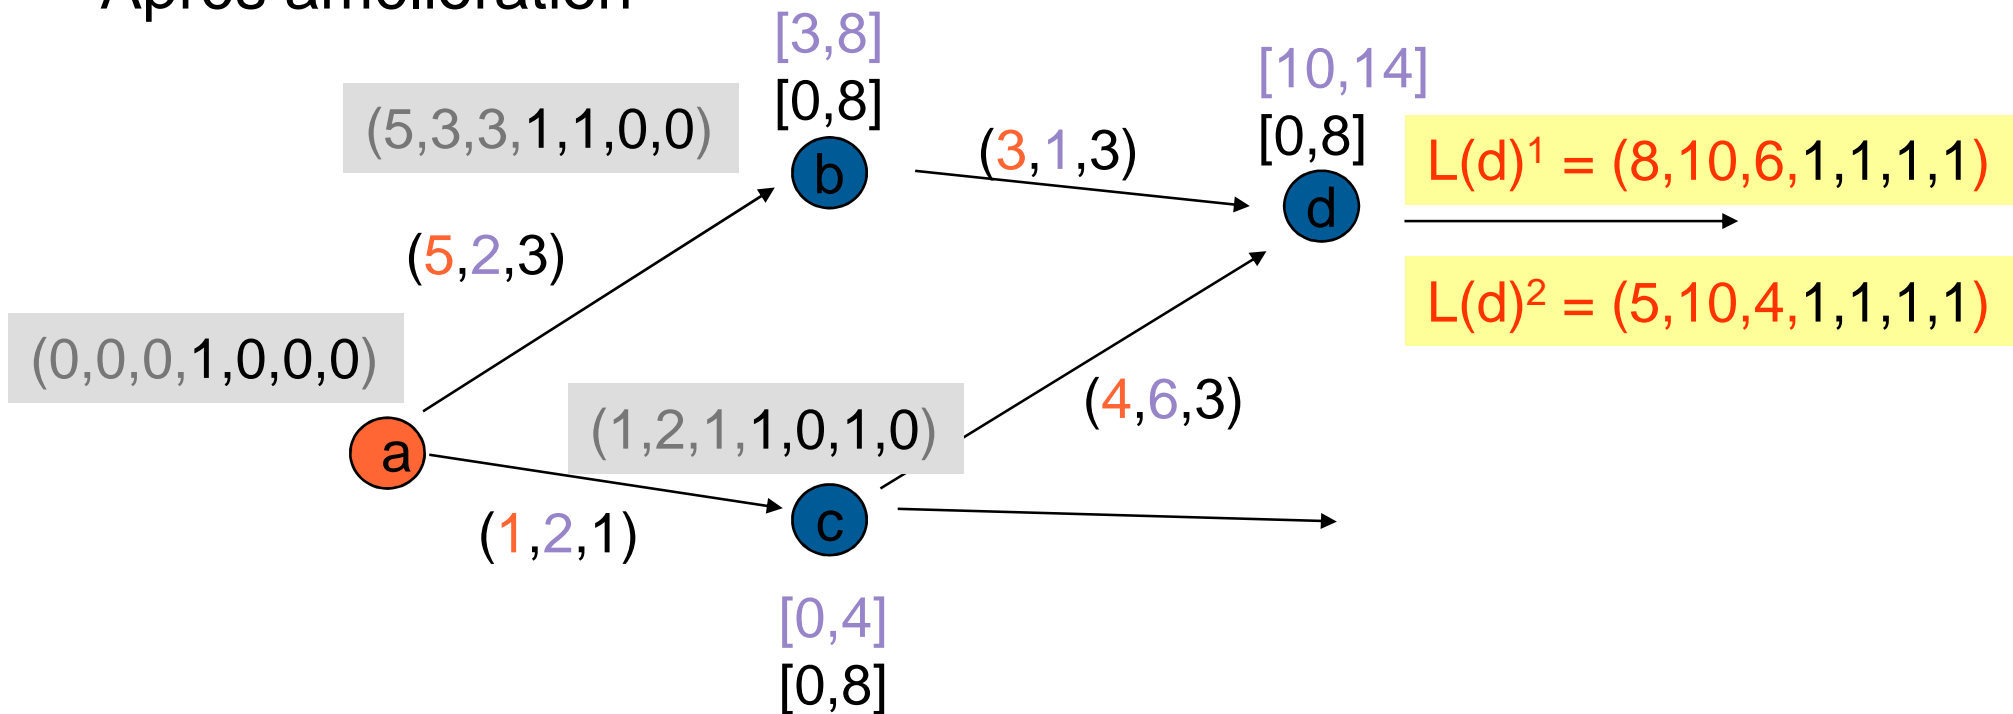 Après amélioration
[3,8]
[0,8]
[10,14]
[0,8]
(5,3,3,1,1,0,0)
b
(3,1,3)
d
L(d)¹ = (8,10,6,1,1,1,1)
(5,2,3)
L(d)² = (5,10,4,1,1,1,1)
(0,0,0,1,0,0,0)
(4,6,3)
(1,2,1,1,0,1,0)
a
c
(1,2,1)
[0,4]
[0,8]